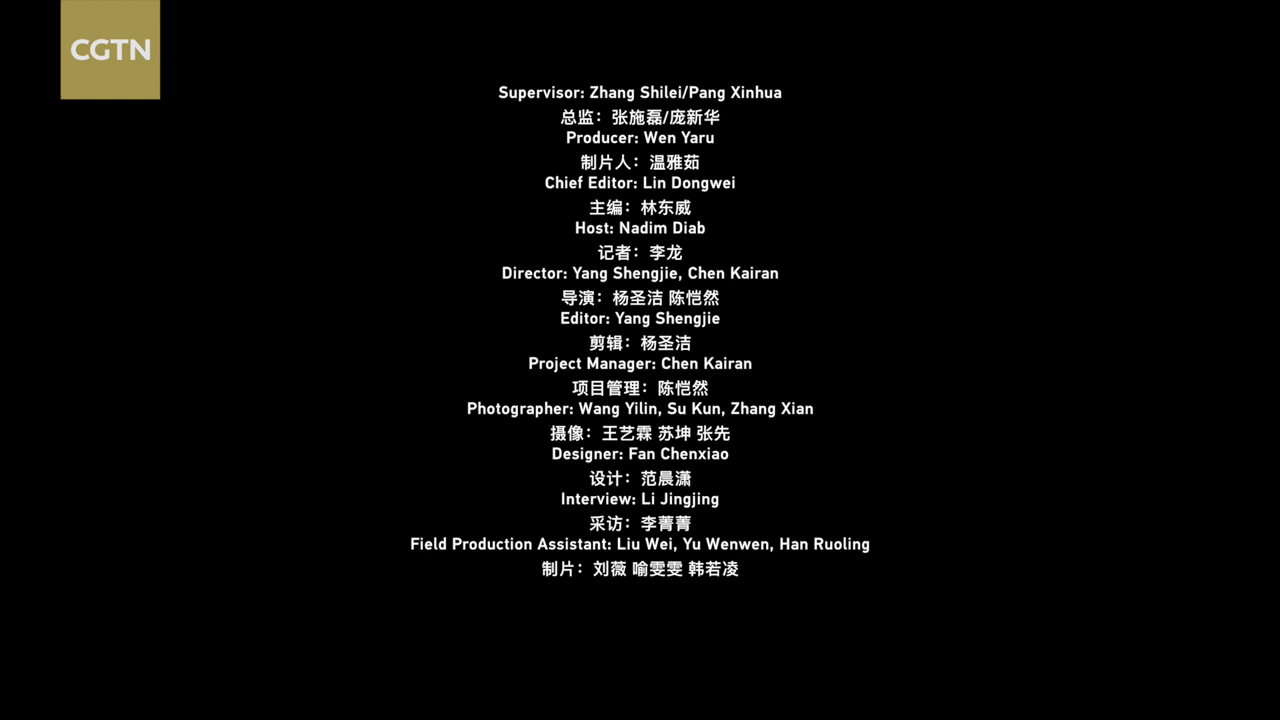 CGTN
Supervisor: Zhang Shilei/Pang Xinhua
总监：张施磊/庞新华
Producer: Wen Yaru
制片人：温雅茹
Chief Editor: Lin Dongwei
主编：林东威
Host: Nadim Diab
记者：李龙
Director: Yang Shengjie, Chen Kairan
导演：杨圣洁 陈恺然
Editor: Yang Shengjie
剪辑：杨圣洁
Project Manager: Chen Kairan
项目管理：陈恺然
Photographer: Wang Yilin, Su Kun, Zhang Xian
摄像：王艺霖 苏坤 张先
Designer: Fan Chenxiao
设计：范晨潇
Interview: Li Jingjing
采访：李菁菁
Field Production Assistant: Liu Wei, Yu Wenwen, Han Ruoling
制片：刘薇 喻雯雯 韩若凌